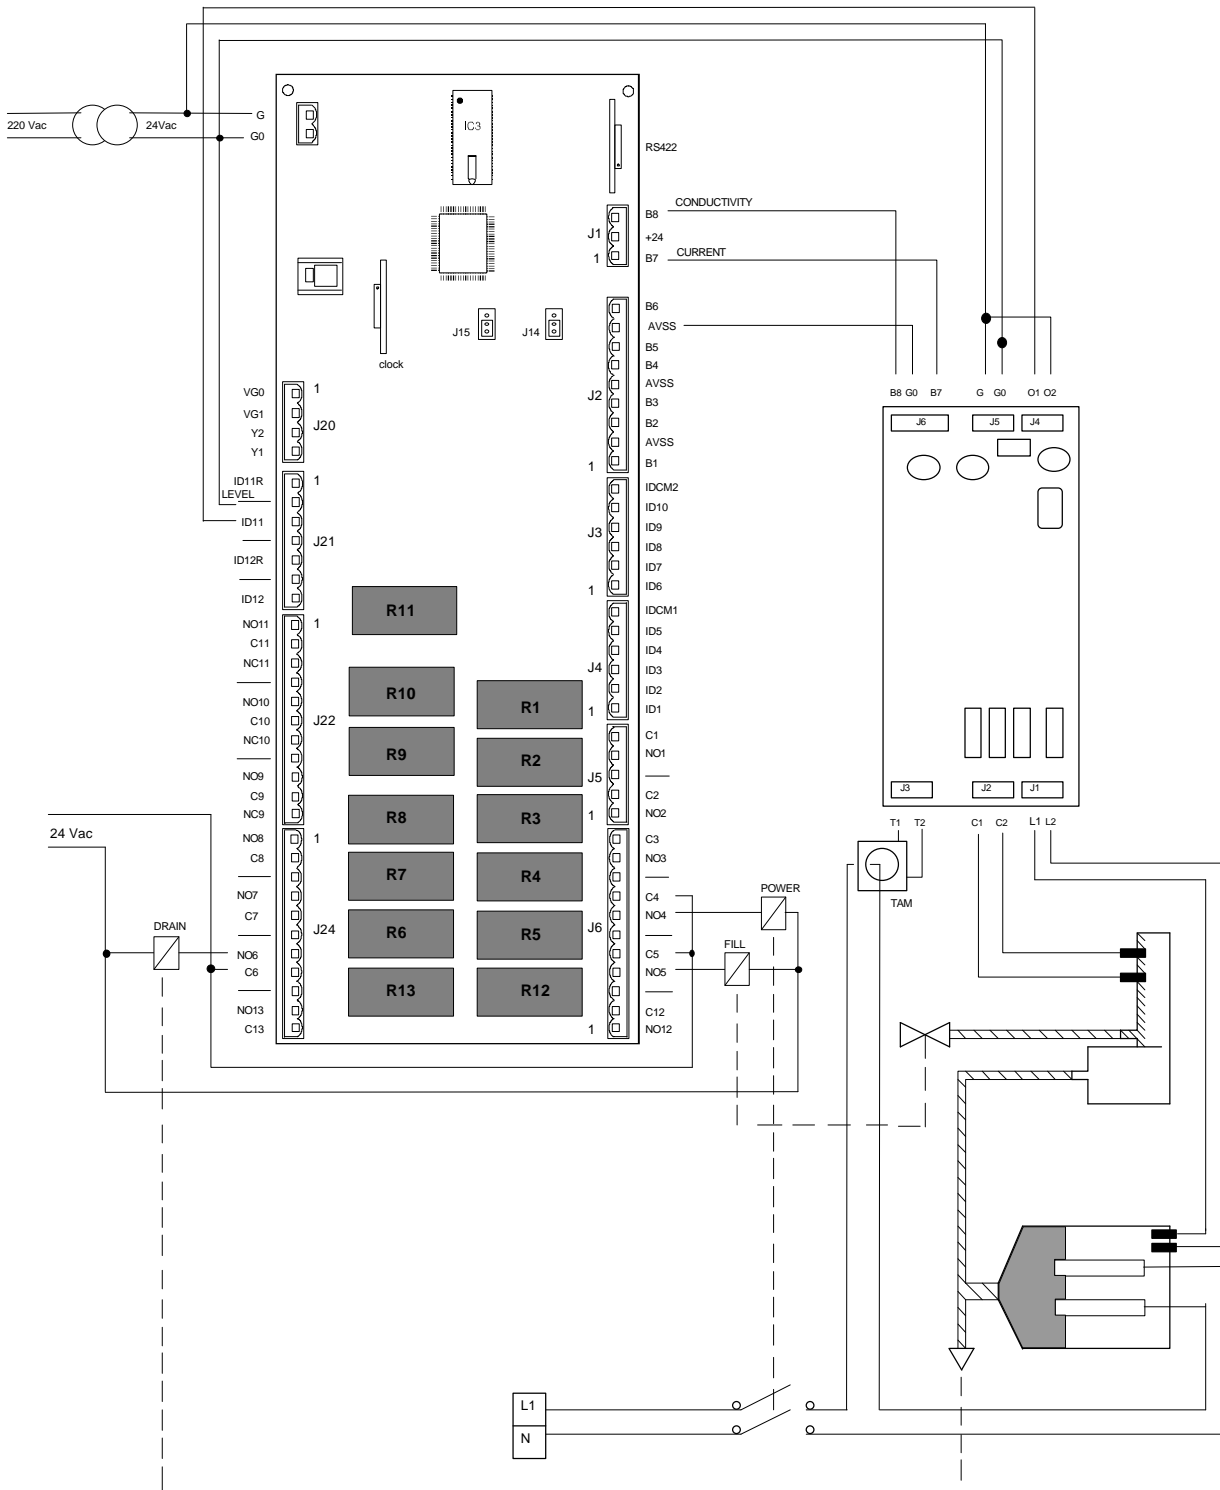 220 Vac
24Vac
G
G0
IC3
RS422
J1
1
B8
+24
B7
CONDUCTIVITY
CURRENT
J15
J14
clock
B6
AVSS
B5
B4
AVSS
B3
B2
AVSS
B1
J2
1
VG0
VG1
Y2
Y1
1
J20
ID11R
LEVEL
ID11
ID12R
ID12
1
J21
IDCM2
ID10
ID9
ID8
ID7
ID6
J3
1
IDCM1
ID5
ID4
ID3
ID2
ID1
J4
1
NO11
C11
NC11
NO10
C10
NC10
NO9
C9
NC9
1
J22
C1
NO1
C2
NO2
J5
1
NO8
C8
NO7
C7
NO6
C6
NO13
C13
1
J24
C3
NO3
C4
NO4
C5
NO5
C12
NO12
J6
1
R11
R10
R1
R9
R2
R8
R3
R7
R4
R6
R5
R13
R12
24 Vac
DRAIN
POWER
FILL
B8 G0 B7
G G0
O1 O2
J6
J5
J4
J3
J2
J1
T1 T2
C1 C2
L1 L2
TAM
L1
N